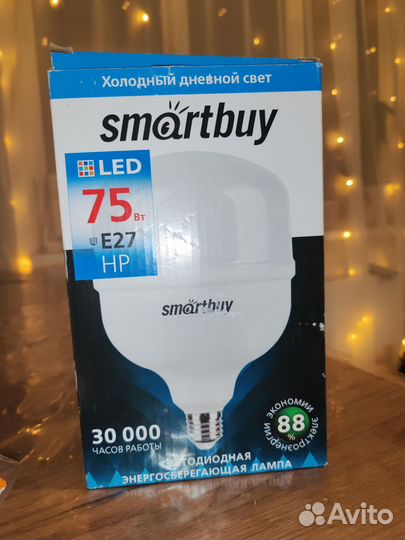 Холодный дневной свет
smartbuy
LED
75 Вт
E27
HP
smartbuy
30 000
ЧАСОВ РАБОТЫ
ЭКОНОМИИ
88%
ЭЛЕКТРОЭНЕРГИИ
СВЕТОДИОДНАЯ
ЭНЕРГОСБЕРЕГАЮЩАЯ ЛАМПА
Avito